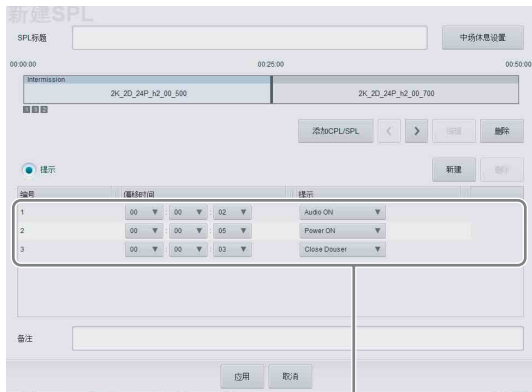 新建SPL
SPL标题
中场休息设置
00:00:00 00:25:00 00:50:00
Intermission
2K_2D_24P_h2_00_500 2K_2D_24P_h2_00_700
1 3 2
添加CPL/SPL < > 编辑 删除
提示 新建 删除
编号 偏移时间 提示
1 00 : 00 : 02 Audio ON
2 00 : 00 : 05 Power ON
3 00 : 00 : 03 Close Douser
备注
应用 取消